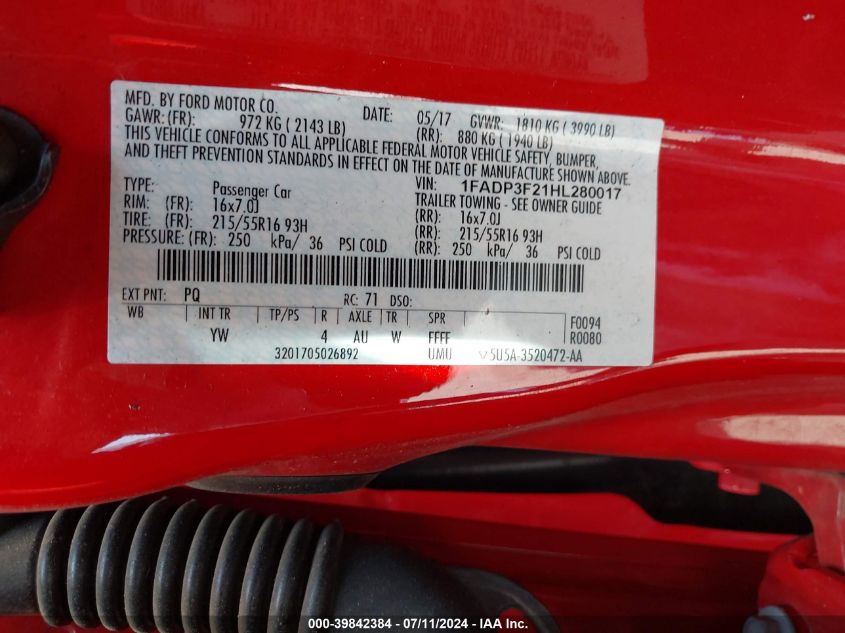 MFD. BY FORD MOTOR CO. DATE: 05/17 GVWR: 1810 KG ( 3990 LB)
GAWR: (FR): 972 KG ( 2143 LB) (RR): 880 KG ( 1940 LB)
THIS VEHICLE CONFORMS TO ALL APPLICABLE FEDERAL MOTOR VEHICLE SAFETY, BUMPER,
AND THEFT PREVENTION STANDARDS IN EFFECT ON THE DATE OF MANUFACTURE SHOWN ABOVE.
VIN: 1FADP3F21HL280017
TYPE: Passenger Car TRAILER TOWING - SEE OWNER GUIDE
RIM: (FR): 16x7.0J (RR): 16x7.0J
TIRE: (FR): 215/55R16 93H (RR): 215/55R16 93H
PRESSURE: (FR): 250 kPa/ 36 PSI COLD (RR): 250 kPa/ 36 PSI COLD
EXT PNT: PQ RC: 71 DSO:
WB INT TR TP/PS R AXLE TR SPR F0094
YW 4 AU W FFFF R0080
3201705026892 UMU 5U5A-3520472-AA
000-39842384 / 07/11/2024 - IAA, Inc.